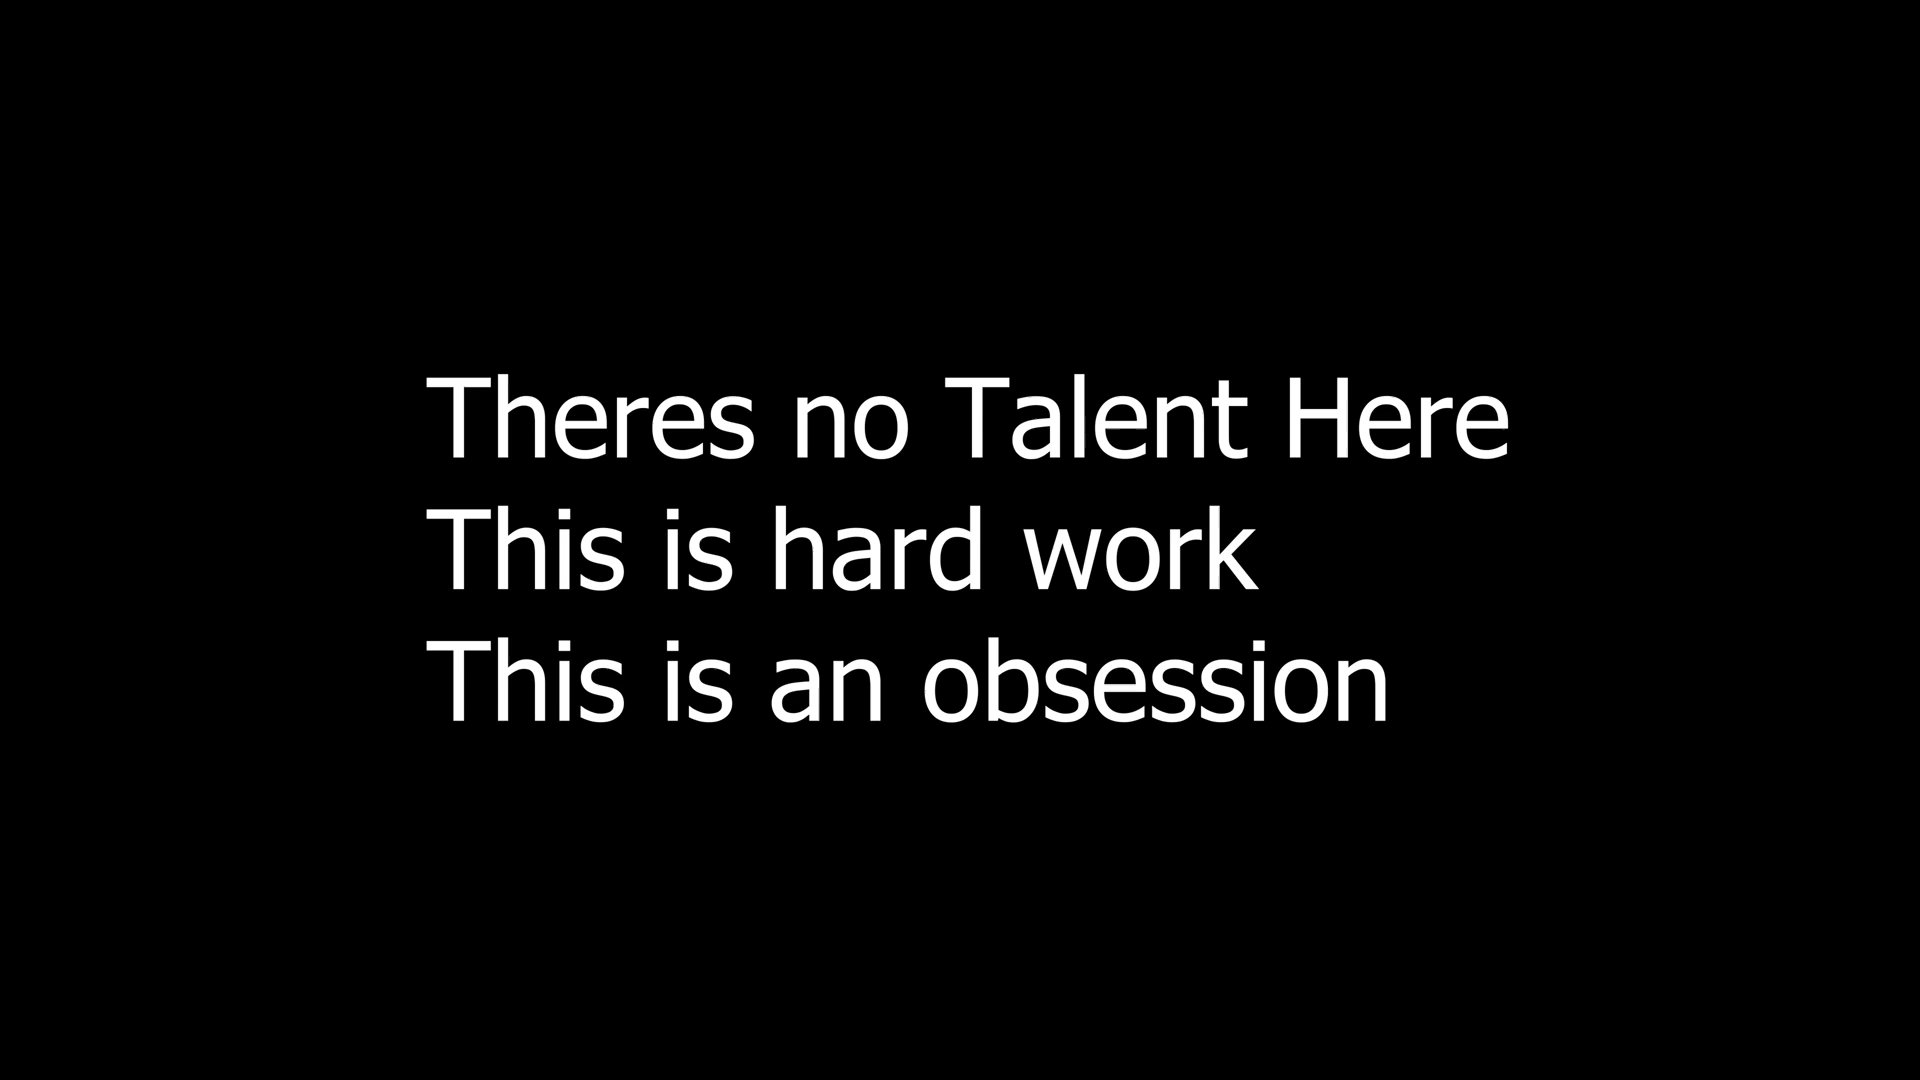 Theres no Talent Here
This is hard work
This is an obsession